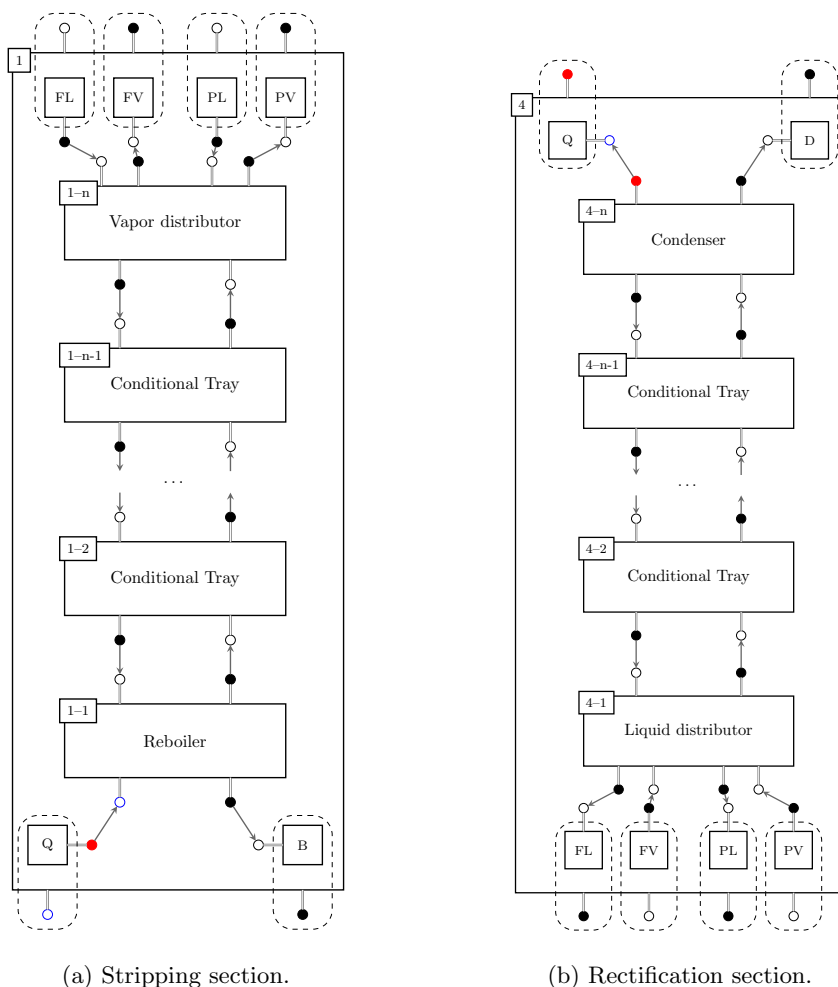 1
FL FV PL PV
1–n
Vapor distributor
1–n-1
Conditional Tray
...
1–2
Conditional Tray
1–1
Reboiler
Q B
(a) Stripping section.
4
Q D
4–n
Condenser
4–n-1
Conditional Tray
...
4–2
Conditional Tray
4–1
Liquid distributor
FL FV PL PV
(b) Rectification section.